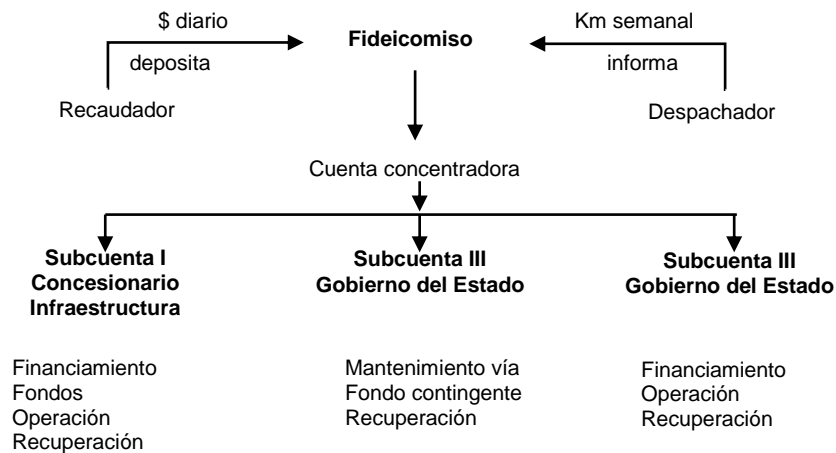 $ diario
deposita
Recaudador
Fideicomiso
Km semanal
informa
Despachador
Cuenta concentradora
Subcuenta I
Concesionario
Infraestructura
Financiamiento
Fondos
Operación
Recuperación
Subcuenta III
Gobierno del Estado
Mantenimiento vía
Fondo contingente
Recuperación
Subcuenta III
Gobierno del Estado
Financiamiento
Operación
Recuperación